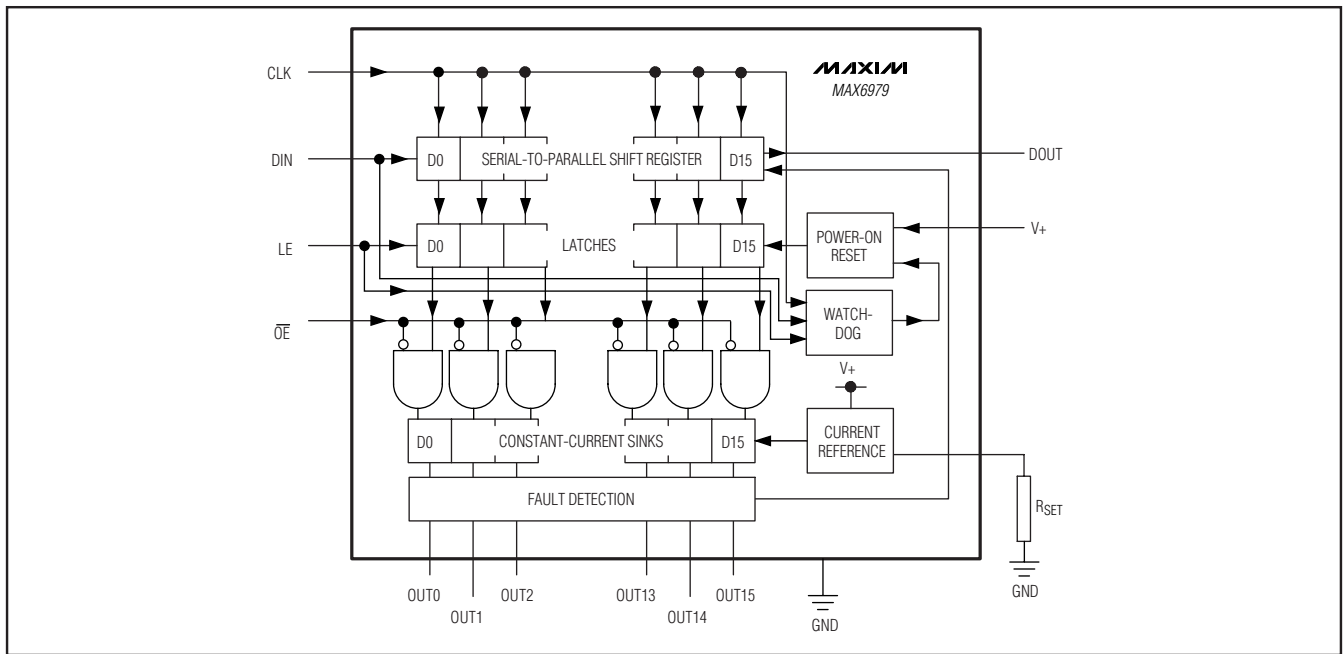 CLK
MAXIM
MAX6979
DIN
D0
SERIAL-TO-PARALLEL SHIFT REGISTER
D15
DOUT
LE
D0
LATCHES
D15
POWER-ON
RESET
V+
WATCH-
DOG
OE
V+
D0
CONSTANT-CURRENT SINKS
D15
CURRENT
REFERENCE
FAULT DETECTION
RSET
GND
OUT0
OUT1
OUT2
OUT13
OUT14
OUT15
GND